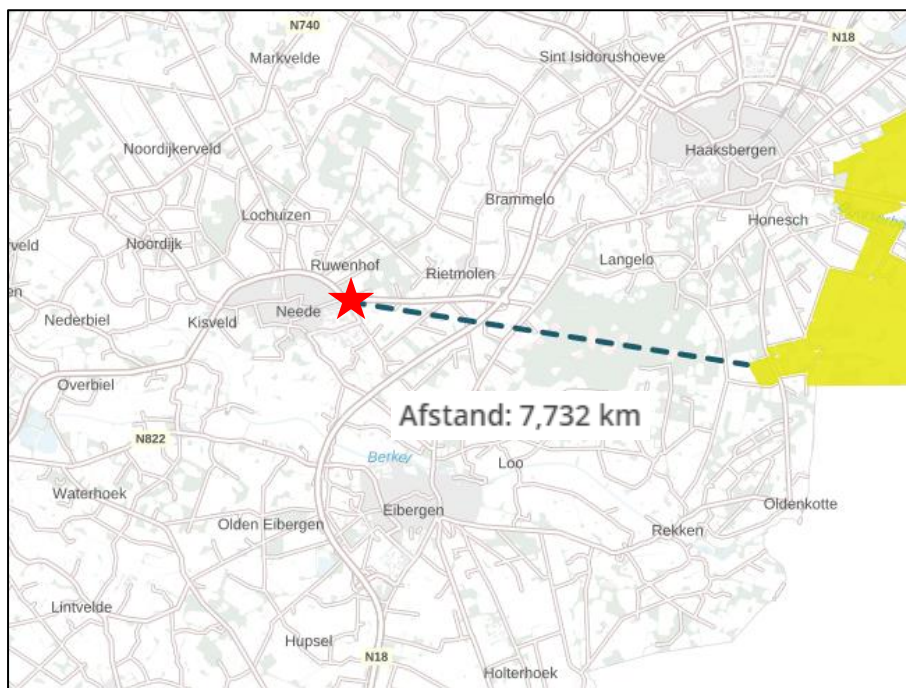 N740
N18
Markvelde
Sint Isidorushoeve
Noordijkerveld
Haaksbergen
Brammelo
Lochuizen
Honesch
Noordijk
Langelo
Ruwenhof
Rietmolen
Neede
Nederbiel
Kisveld
Overbiel
Afstand: 7,732 km
N822
Berkel
Loo
Waterhoek
Eibergen
Oldenkotte
Olden Eibergen
Rekken
Lintvelde
Hupsel
N18
Holterhoek